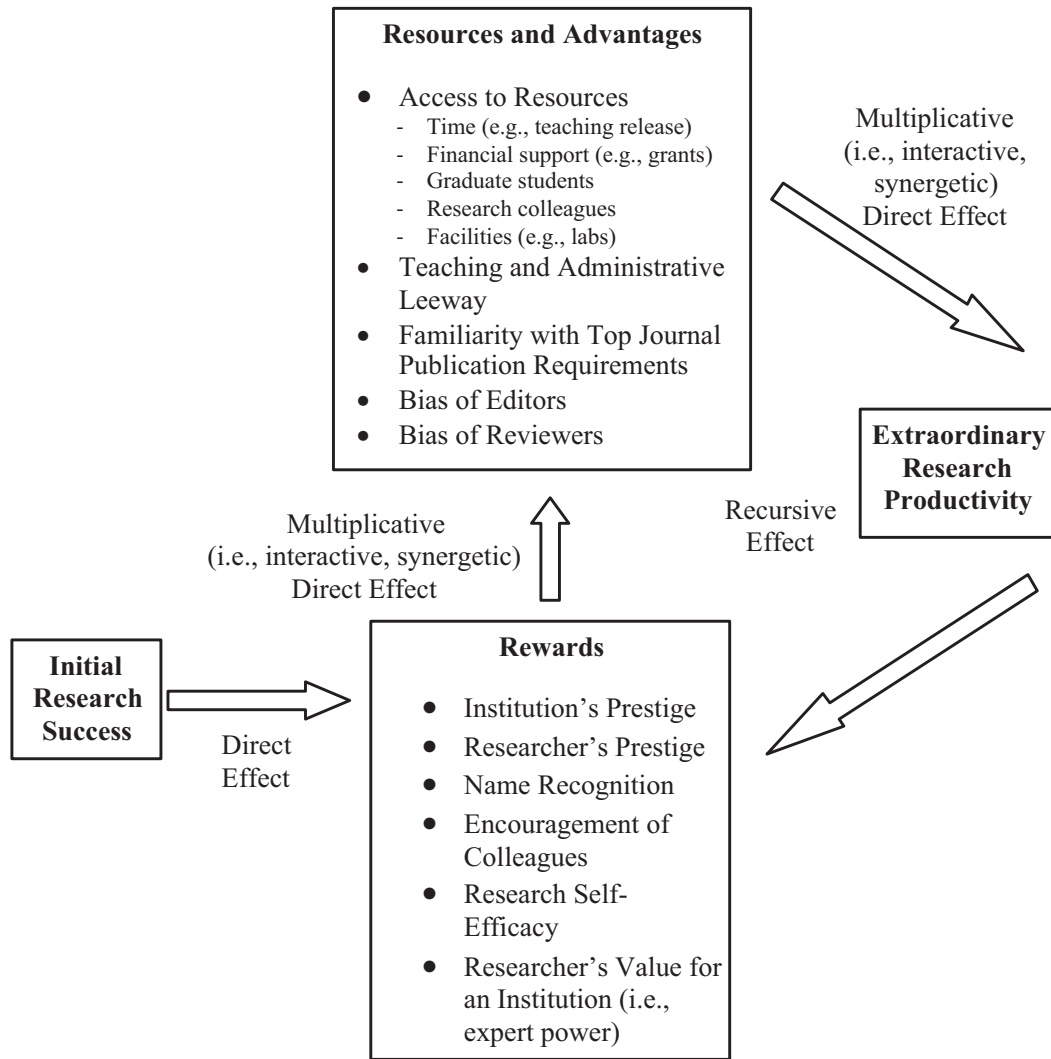 Resources and Advantages
• Access to Resources
- Time (e.g., teaching release)
- Financial support (e.g., grants)
- Graduate students
- Research colleagues
- Facilities (e.g., labs)
• Teaching and Administrative
Leeway
• Familiarity with Top Journal
Publication Requirements
• Bias of Editors
• Bias of Reviewers
Multiplicative
(i.e., interactive,
synergetic)
Direct Effect
Extraordinary
Research
Productivity
Recursive
Effect
Multiplicative
(i.e., interactive, synergetic)
Direct Effect
Initial
Research
Success
Direct
Effect
Rewards
• Institution’s Prestige
• Researcher’s Prestige
• Name Recognition
• Encouragement of
Colleagues
• Research Self-
Efficacy
• Researcher’s Value for
an Institution (i.e.,
expert power)